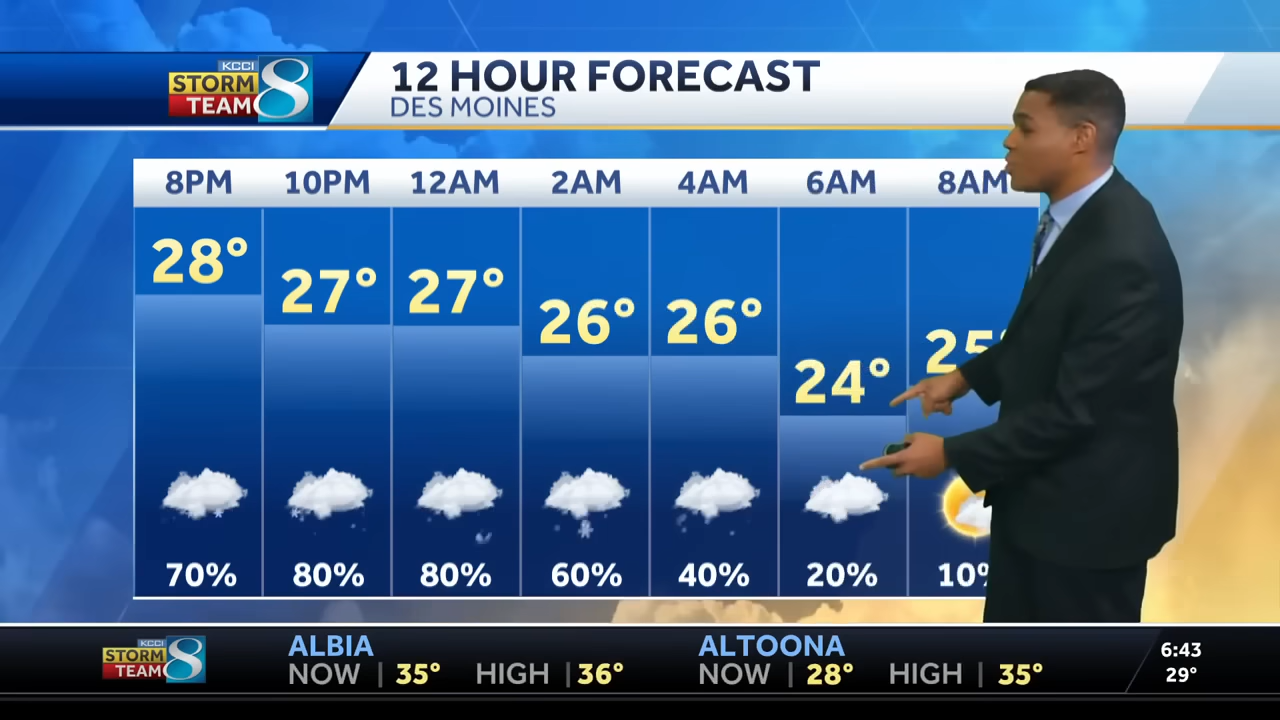 KCCI
STORM
TEAM 8
12 HOUR FORECAST
DES MOINES
8PM 10PM 12AM 2AM 4AM 6AM 8AM
28° 27° 27° 26° 26° 24° 25°
70% 80% 80% 60% 40% 20% 10%
KCCI
STORM
TEAM 8
ALBIA
NOW | 35° HIGH | 36°
ALTOONA
NOW | 28° HIGH | 35°
6:43
29°